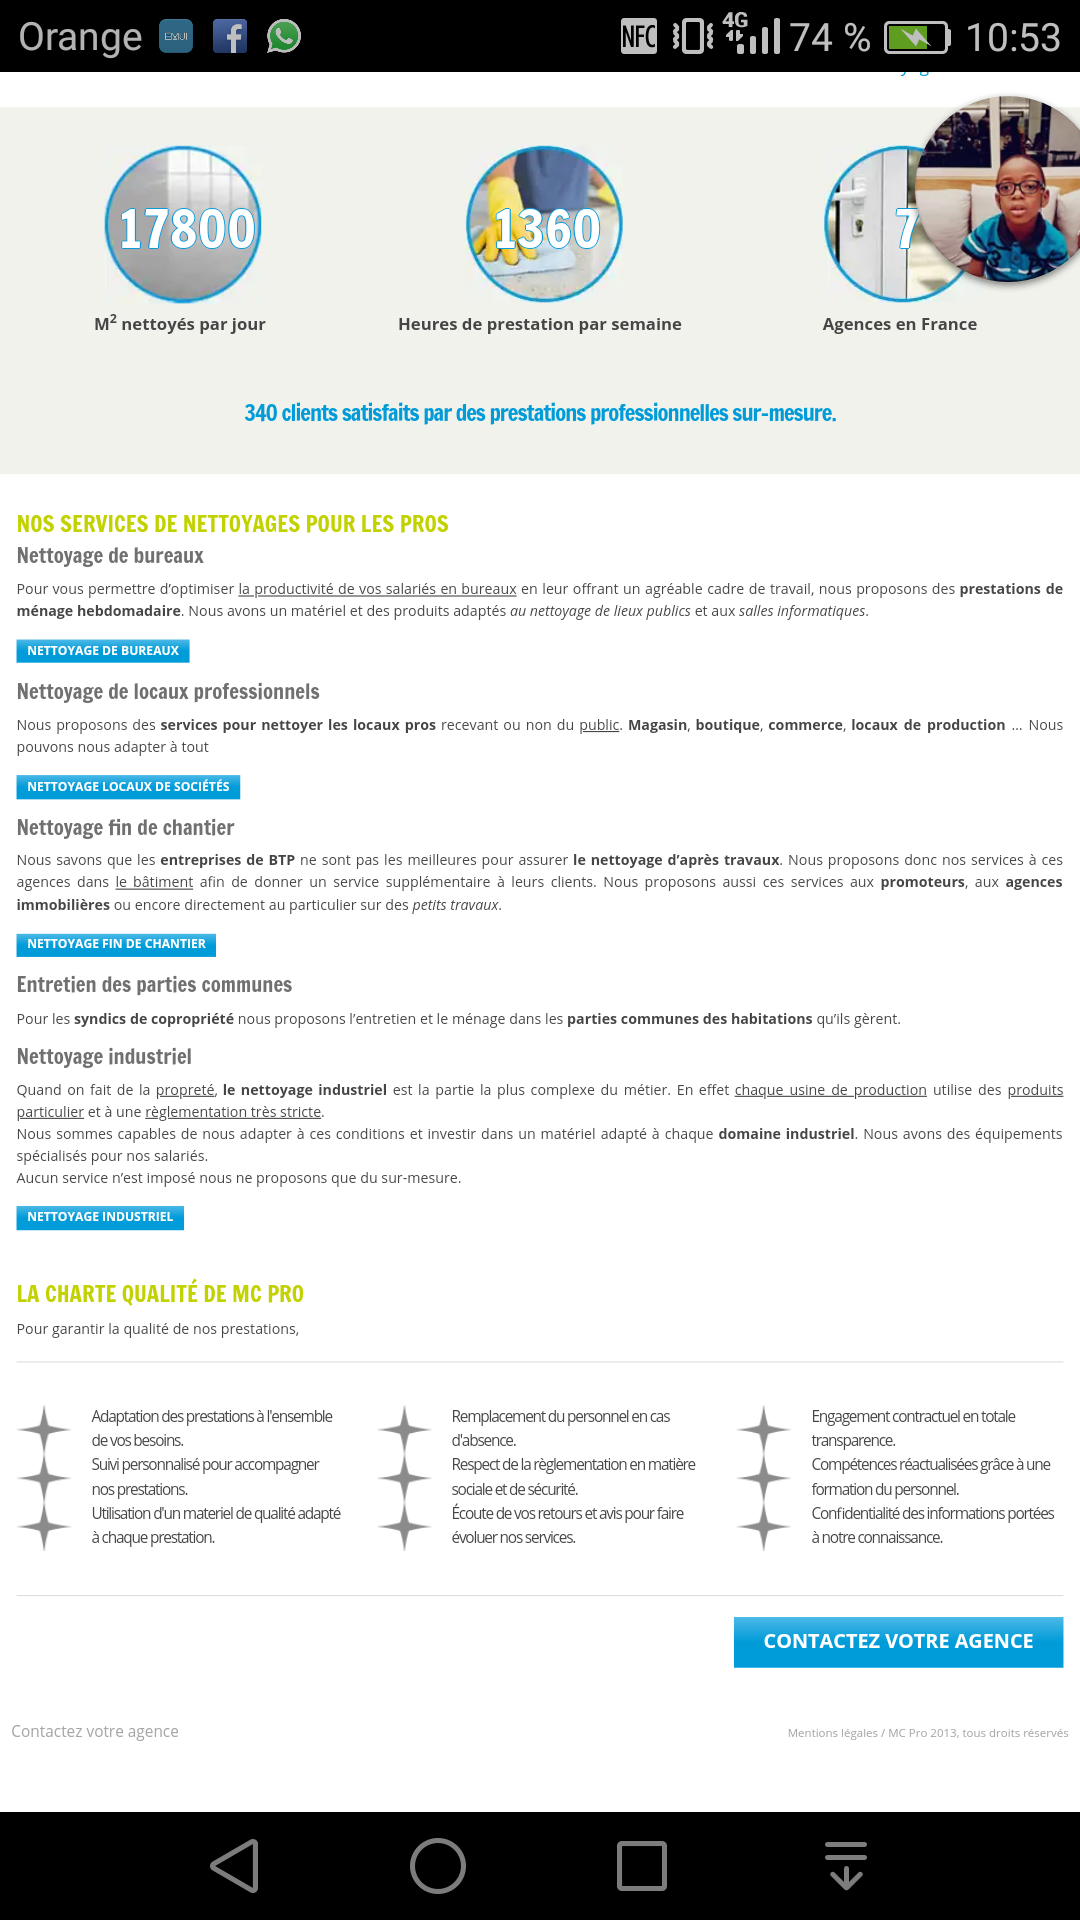 Orange EMUI NFC 4G 74 % 10:53
17800 1360 7
M² nettoyés par jour Heures de prestation par semaine Agences en France
340 clients satisfaits par des prestations professionnelles sur-mesure.
NOS SERVICES DE NETTOYAGES POUR LES PROS
Nettoyage de bureaux
Pour vous permettre d’optimiser la productivité de vos salariés en bureaux en leur offrant un agréable cadre de travail, nous proposons des prestations de
ménage hebdomadaire. Nous avons un matériel et des produits adaptés au nettoyage de lieux publics et aux salles informatiques.
NETTOYAGE DE BUREAUX
Nettoyage de locaux professionnels
Nous proposons des services pour nettoyer les locaux pros recevant ou non du public. Magasin, boutique, commerce, locaux de production … Nous
pouvons nous adapter à tout
NETTOYAGE LOCAUX DE SOCIÉTÉS
Nettoyage fin de chantier
Nous savons que les entreprises de BTP ne sont pas les meilleures pour assurer le nettoyage d’après travaux. Nous proposons donc nos services à ces
agences dans le bâtiment afin de donner un service supplémentaire à leurs clients. Nous proposons aussi ces services aux promoteurs, aux agences
immobilières ou encore directement au particulier sur des petits travaux.
NETTOYAGE FIN DE CHANTIER
Entretien des parties communes
Pour les syndics de copropriété nous proposons l’entretien et le ménage dans les parties communes des habitations qu’ils gèrent.
Nettoyage industriel
Quand on fait de la propreté, le nettoyage industriel est la partie la plus complexe du métier. En effet chaque usine de production utilise des produits
particulier et à une règlementation très stricte.
Nous sommes capables de nous adapter à ces conditions et investir dans un matériel adapté à chaque domaine industriel. Nous avons des équipements
spécialisés pour nos salariés.
Aucun service n’est imposé nous ne proposons que du sur-mesure.
NETTOYAGE INDUSTRIEL
LA CHARTE QUALITÉ DE MC PRO
Pour garantir la qualité de nos prestations,
Adaptation des prestations à l'ensemble
de vos besoins.
Suivi personnalisé pour accompagner
nos prestations.
Utilisation d'un materiel de qualité adapté
à chaque prestation.
Remplacement du personnel en cas
d'absence.
Respect de la règlementation en matière
sociale et de sécurité.
Écoute de vos retours et avis pour faire
évoluer nos services.
Engagement contractuel en totale
transparence.
Compétences réactualisées grâce à une
formation du personnel.
Confidentialité des informations portées
à notre connaissance.
CONTACTEZ VOTRE AGENCE
Contactez votre agence Mentions légales / MC Pro 2013, tous droits réservés